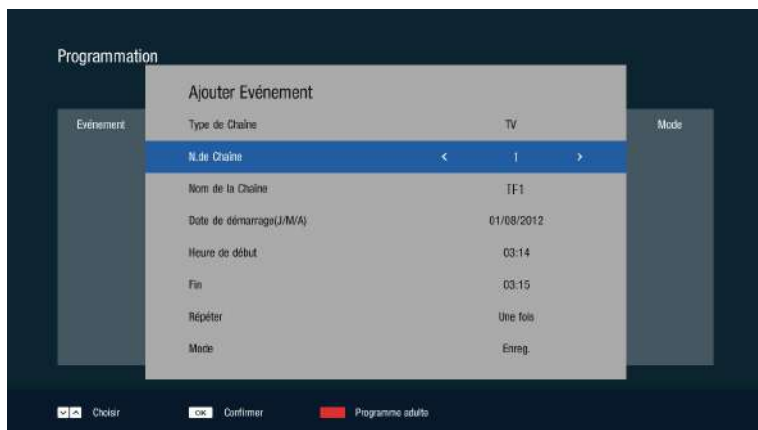 Programmation
Ajouter Evénement
Evénement
Mode
Type de Chaîne TV
N.de Chaîne < 1 >
Nom de la Chaîne TF1
Date de démarrage(J/M/A) 01/08/2012
Heure de début 03:14
Fin 03:15
Répéter Une fois
Mode Enreg.
Choisir OK Confirmer Programme adulto